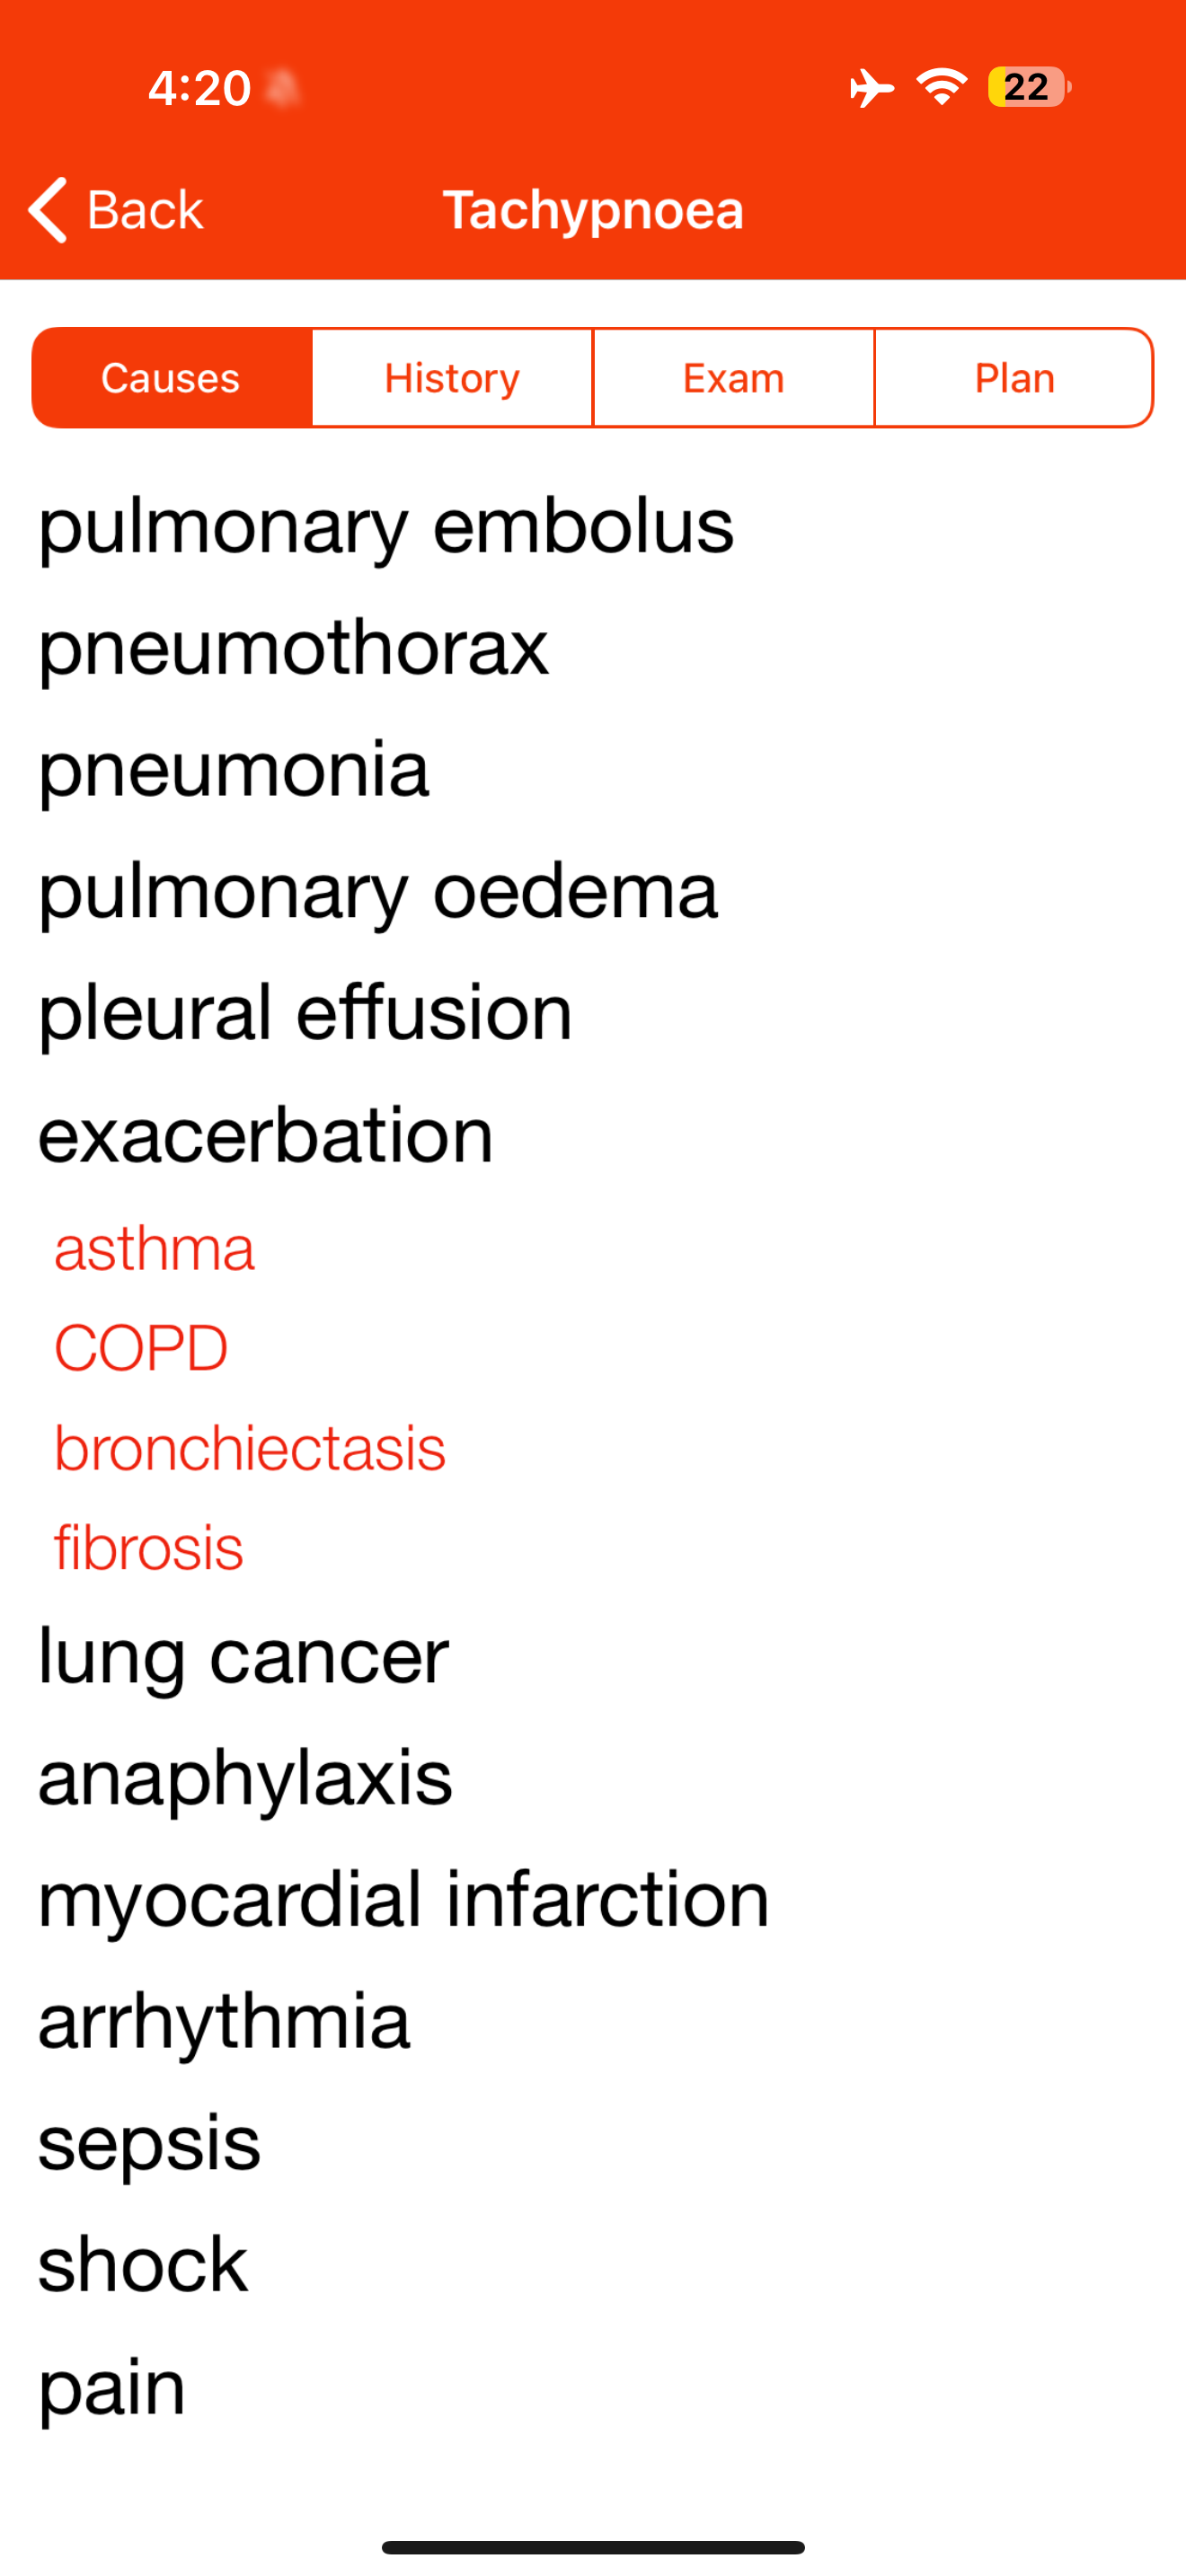 4:20
22
Back
Tachypnoea
Causes
History
Exam
Plan
pulmonary embolus
pneumothorax
pneumonia
pulmonary oedema
pleural effusion
exacerbation
asthma
COPD
bronchiectasis
fibrosis
lung cancer
anaphylaxis
myocardial infarction
arrhythmia
sepsis
shock
pain